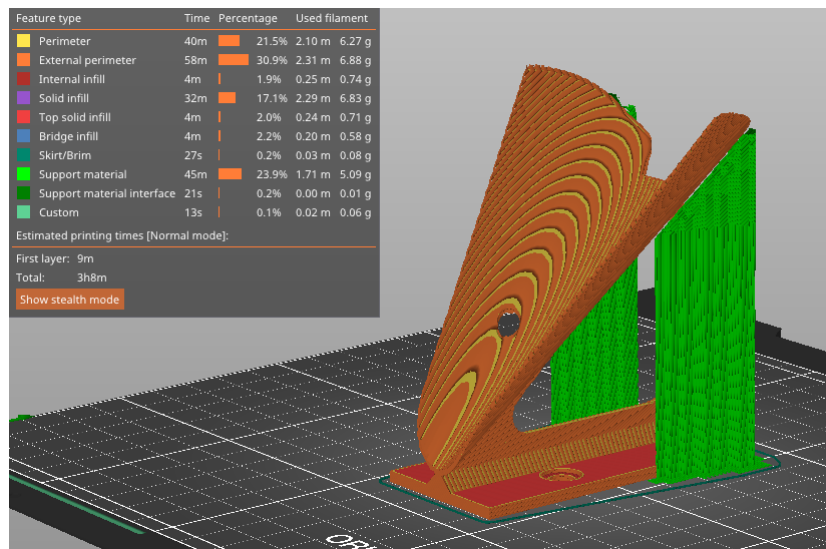 Feature type Time Percentage Used filament
Perimeter 40m 21.5% 2.10 m 6.27 g
External perimeter 58m 30.9% 2.31 m 6.88 g
Internal infill 4m 1.9% 0.25 m 0.74 g
Solid infill 32m 17.1% 2.29 m 6.83 g
Top solid infill 4m 2.0% 0.24 m 0.71 g
Bridge infill 4m 2.2% 0.20 m 0.58 g
Skirt/Brim 27s 0.2% 0.03 m 0.08 g
Support material 45m 23.9% 1.71 m 5.09 g
Support material interface 21s 0.2% 0.00 m 0.01 g
Custom 13s 0.1% 0.02 m 0.06 g
Estimated printing times [Normal mode]:
First layer: 9m
Total: 3h8m
Show stealth mode